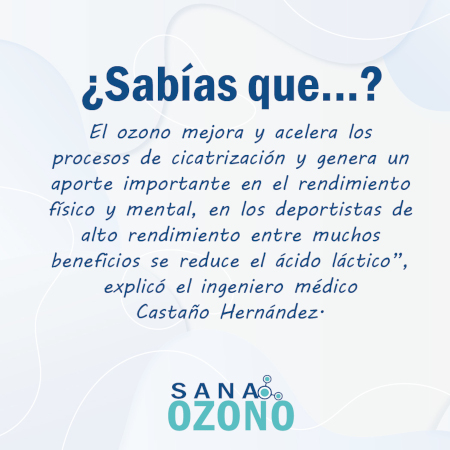 ¿Sabías que...?
El ozono mejora y acelera los
procesos de cicatrización y genera un
aporte importante en el rendimiento
físico y mental, en los deportistas de
alto rendimiento entre muchos
beneficios se reduce el ácido láctico”,
explicó el ingeniero médico
Castaño Hernández.
SANA
OZONO